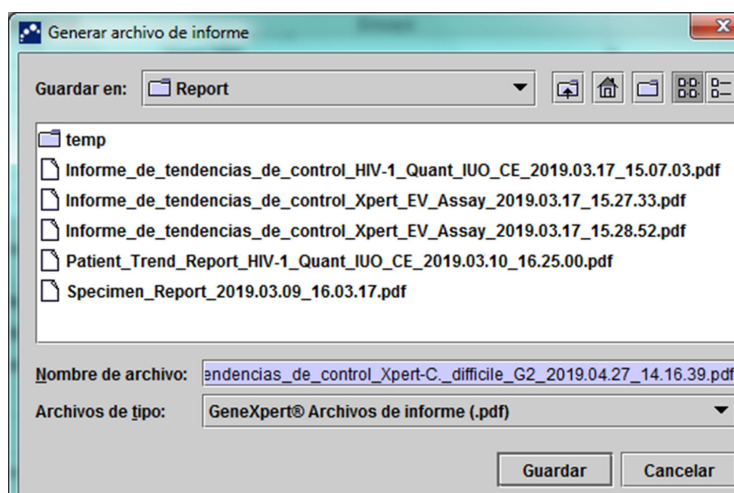 Generar archivo de informe
Guardar en: Report
temp
Informe_de_tendencias_de_control_HIV-1_Quant_IUO_CE_2019.03.17_15.07.03.pdf
Informe_de_tendencias_de_control_Xpert_EV_Assay_2019.03.17_15.27.33.pdf
Informe_de_tendencias_de_control_Xpert_EV_Assay_2019.03.17_15.28.52.pdf
Patient_Trend_Report_HIV-1_Quant_IUO_CE_2019.03.10_16.25.00.pdf
Specimen_Report_2019.03.09_16.03.17.pdf
Nombre de archivo: endencias_de_control_Xpert-C._difficile_G2_2019.04.27_14.16.39.pdf
Archivos de tipo: GeneXpert® Archivos de informe (.pdf)
Guardar Cancelar